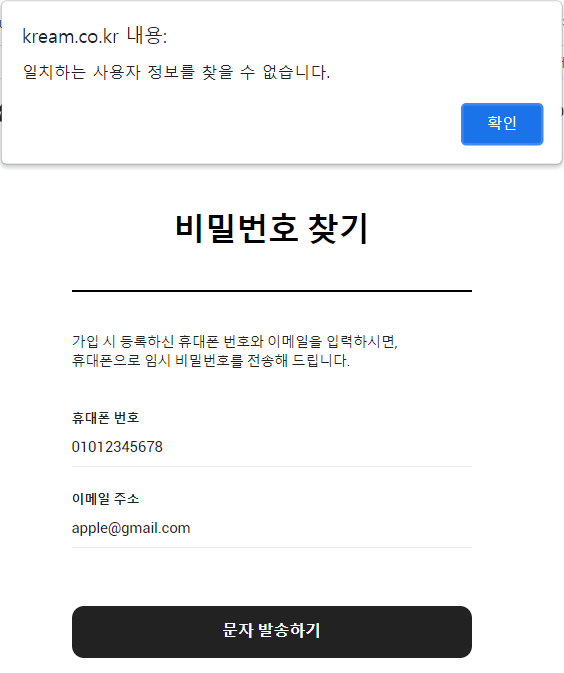 kream.co.kr 내용:
일치하는 사용자 정보를 찾을 수 없습니다.
확인
비밀번호 찾기
가입 시 등록하신 휴대폰 번호와 이메일을 입력하시면,
휴대폰으로 임시 비밀번호를 전송해 드립니다.
휴대폰 번호
01012345678
이메일 주소
apple@gmail.com
문자 발송하기